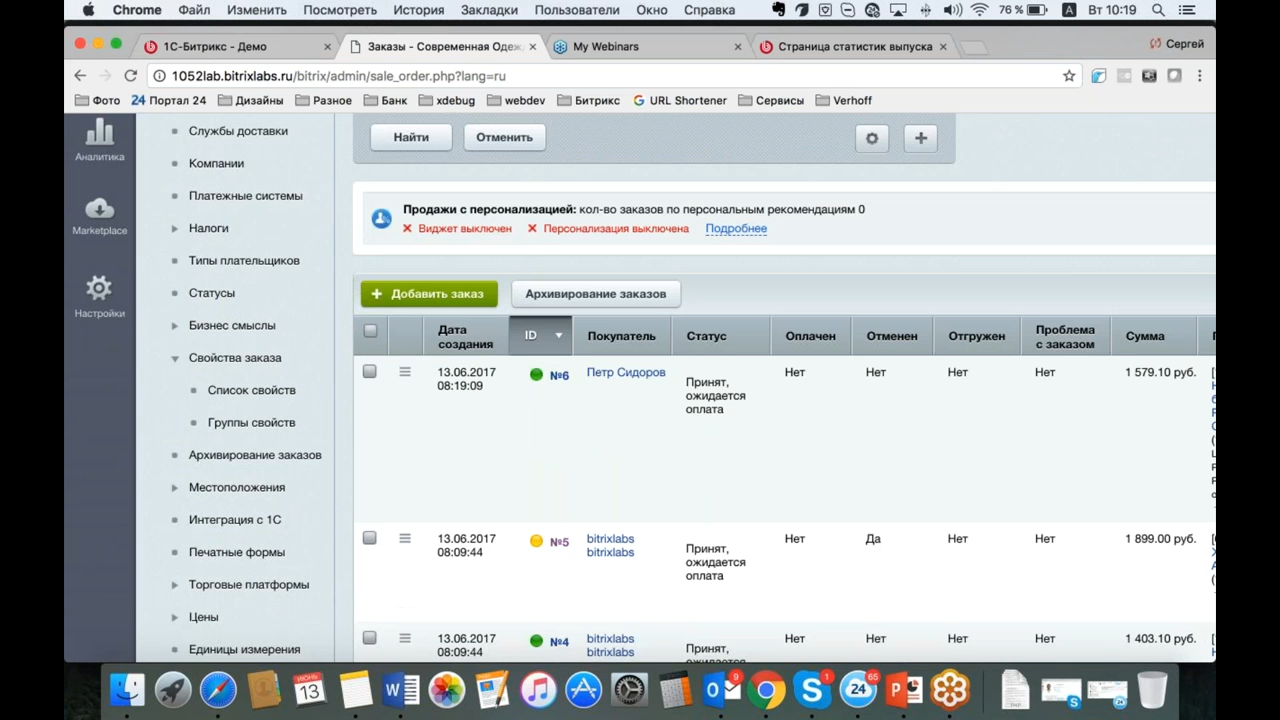 Chrome Файл Изменить Посмотреть История Закладки Пользователи Окно Справка 76 % A Вт 10:19
1С-Битрикс - Демо × Заказы - Современная Одеж × My Webinars × Страница статистик выпуска × Сергей
1052lab.bitrixlabs.ru/bitrix/admin/sale_order.php?lang=ru
Фото 24 Портал 24 Дизайны Разное Банк xdebug webdev Битрикс URL Shortener Сервисы Verhoff
Аналитика
Marketplace
Настройки
Службы доставки
Компании
Платежные системы
Налоги
Типы плательщиков
Статусы
Бизнес смыслы
Свойства заказа
Список свойств
Группы свойств
Архивирование заказов
Местоположения
Интеграция с 1С
Печатные формы
Торговые платформы
Цены
Единицы измерения
Найти Отменить
Продажи с персонализацией: кол-во заказов по персональным рекомендациям 0
Виджет выключен Персонализация выключена Подробнее
+ Добавить заказ Архивирование заказов
Дата создания ID Покупатель Статус Оплачен Отменен Отгружен Проблема с заказом Сумма
13.06.2017 №6 Петр Сидоров Принят, Нет Нет Нет Нет 1 579.10 руб.
08:19:09 ожидается
оплата
13.06.2017 №5 bitrixlabs Принят, Нет Да Нет Нет 1 899.00 руб.
08:09:44 bitrixlabs ожидается
оплата
13.06.2017 №4 bitrixlabs Принят, Нет Нет Нет Нет 1 403.10 руб.
08:09:44 bitrixlabs ожидается
ИЮНЬ 13 9 1 24 65